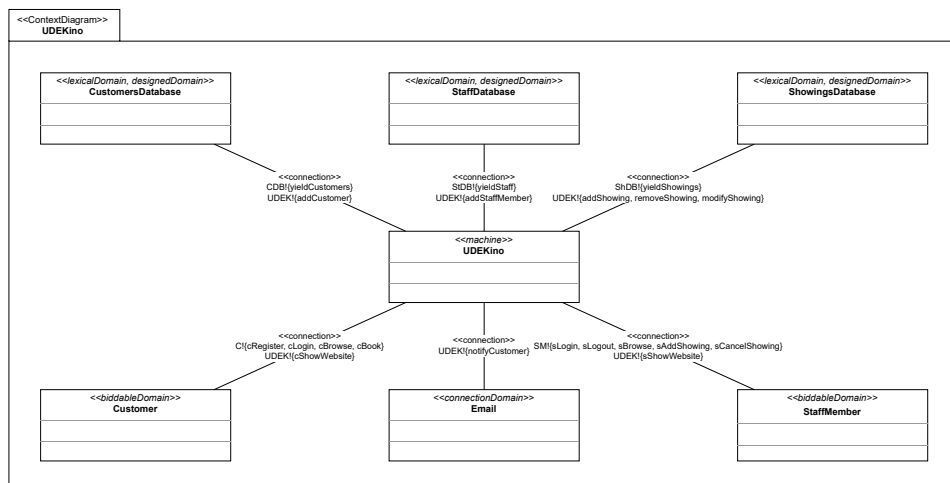 <<ContextDiagram>>
UDEKino
<<lexicalDomain, designedDomain>>
CustomersDatabase
<<lexicalDomain, designedDomain>>
StaffDatabase
<<lexicalDomain, designedDomain>>
ShowingsDatabase
<<connection>>
CDB!{yieldCustomers}
UDEK!{addCustomer}
<<connection>>
StDB!{yieldStaff}
UDEK!{addStaffMember}
<<connection>>
ShDB!{yieldShowings}
UDEK!{addShowing, removeShowing, modifyShowing}
<<machine>>
UDEKino
<<connection>>
C!{cRegister, cLogin, cBrowse, cBook}
UDEK!{cShowWebsite}
<<connection>>
UDEK!{notifyCustomer}
<<connection>>
SM!{sLogin, sLogout, sBrowse, sAddShowing, sCancelShowing}
UDEK!{sShowWebsite}
<<biddableDomain>>
Customer
<<connectionDomain>>
Email
<<biddableDomain>>
StaffMember